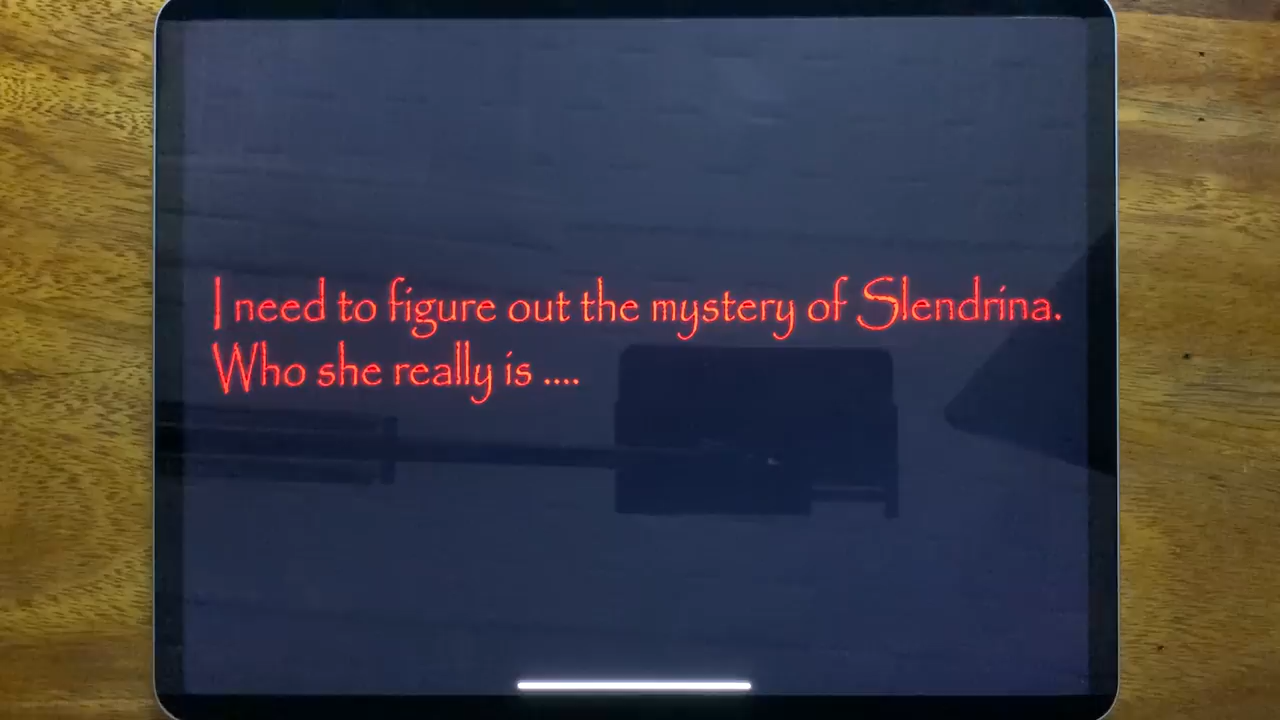 I need to figure out the mystery of Slendrina.
Who she really is ....